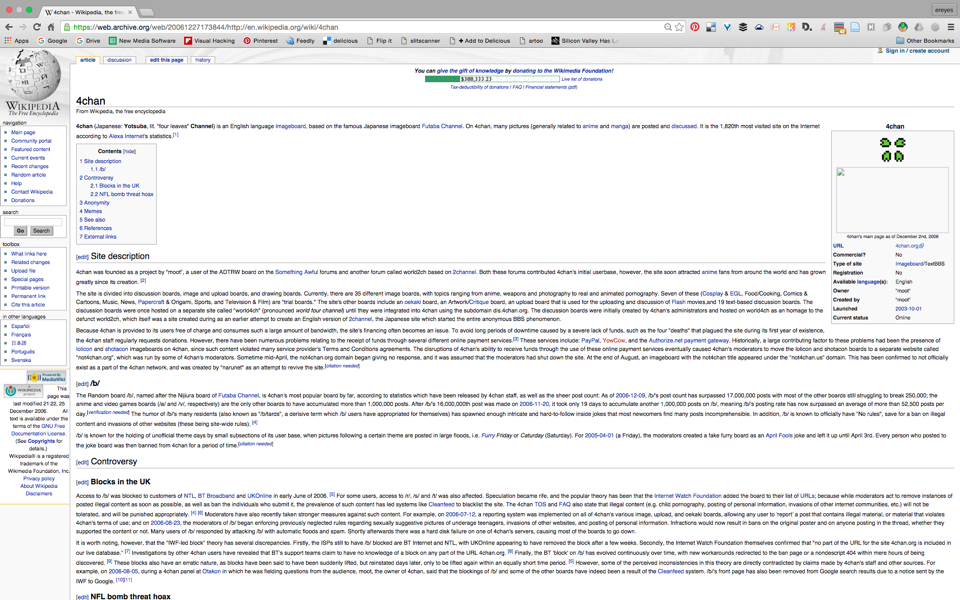 4chan - Wikipedia, the free
ereyes
https://web.archive.org/web/20061227173844/http://en.wikipedia.org/wiki/4chan
Apps Google Drive New Media Software Visual Hacking Pinterest Feedly delicious Flip it slitscanner + Add to Delicious artoo Silicon Valley Has L Other Bookmarks
Sign in / create account
article discussion edit this page history
You can give the gift of knowledge by donating to the Wikimedia Foundation!
Live list of donations
Tax-deductibility of donations | FAQ | Financial statements (pdf)
WIKIPEDIA
The Free Encyclopedia
navigation
Main page
Community portal
Featured content
Current events
Recent changes
Random article
Help
Contact Wikipedia
Donations
search
Go Search
toolbox
What links here
Related changes
Upload file
Special pages
Printable version
Permanent link
Cite this article
in other languages
Español
Français
日本語
Português
Svenska
Powered By
MediaWiki
WIKIMEDIA
This
page was
last modified 21:22, 25
December 2006. All
text is available under the
terms of the GNU Free
Documentation License.
(See Copyrights for
details.)
Wikipedia® is a registered
trademark of the
Wikimedia Foundation, Inc.
Privacy policy
About Wikipedia
Disclaimers
4chan
From Wikipedia, the free encyclopedia
4chan (Japanese: Yotsuba, lit. "four leaves" Channel) is an English language imageboard, based on the famous Japanese imageboard Futaba Channel. On 4chan, many pictures (generally related to anime and manga) are posted and discussed. It is the 1,820th most visited site on the Internet
according to Alexa Internet's statistics.[1]
Contents [hide]
1 Site description
1.1 /b/
2 Controversy
2.1 Blocks in the UK
2.2 NFL bomb threat hoax
3 Anonymity
4 Memes
5 See also
6 References
7 External links
4chan
4chan's main page as of December 2nd, 2006
URL 4chan.org
Commercial? No
Type of site imageboard/TextBBS
Registration No
Available language(s): English
Owner "moot"
Created by "moot"
Launched 2003-10-01
Current status Online
[edit] Site description
4chan was founded as a project by "moot", a user of the ADTRW board on the Something Awful forums and another forum called world2ch based on 2channel. Both these forums contributed 4chan's initial userbase, however, the site soon attracted anime fans from around the world and has grown
greatly since its creation. [2]
The site is divided into discussion boards, image and upload boards, and drawing boards. Currently, there are 35 different image boards, with topics ranging from anime, weapons and photography to real and animated pornography. Seven of these (Cosplay & EGL, Food/Cooking, Comics &
Cartoons, Music, News, Papercraft & Origami, Sports, and Television & Film) are "trial boards." The site's other boards include an oekaki board, an Artwork/Critique board, an upload board that is used for the uploading and discussion of Flash movies,and 19 text-based discussion boards. The
discussion boards were hosted on a separate site called "world4ch" (pronounced world four channel) until they were integrated into 4chan using the subdomain dis.4chan.org. The discussion boards were initially created by 4chan's administrators and hosted on world4ch as an homage to the
defunct world2ch, which itself was a site created during an earlier attempt to create an English version of 2channel, the Japanese site which started the entire anonymous BBS phenomenon.
Because 4chan is provided to its users free of charge and consumes such a large amount of bandwidth, the site's financing often becomes an issue. To avoid long periods of downtime caused by a severe lack of funds, such as the four "deaths" that plagued the site during its first year of existence,
the 4chan staff regularly requests donations. However, there have been numerous problems relating to the receipt of funds through several different online payment services.[3] These services include: PayPal, YowCow, and the Authorize.net payment gateway. Historically, a large contributing factor to these problems had been the presence of
lolicon and shotacon imageboards on 4chan, since such content violated many service provider's Terms and Conditions agreements. The disruptions of 4chan's ability to receive funds through the use of these online payment services eventually caused 4chan's moderators to move the lolicon and shotacon boards to a separate website called
"not4chan.org", which was run by some of 4chan's moderators. Sometime mid-April, the not4chan.org domain began giving no response, and it was assumed that the moderators had shut down the site. At the end of August, an imageboard with the not4chan title appeared under the "not4chan.us" domain. This has been confirmed to not officially
exist as a part of the 4chan network, and was created by "narunet" as an attempt to revive the site.[citation needed]
[edit] /b/
The Random board /b/, named after the Nijiura board of Futaba Channel, is 4chan's most popular board by far, according to statistics which have been released by 4chan staff, as well as the sheer post count: As of 2006-12-09, /b/'s post count has surpassed 17,000,000 posts with most of the other boards still struggling to break 250,000; the
anime and video games boards (/a/ and /v/, respectively) are the only other boards to have accumulated more than 1,000,000 posts. After /b/'s 16,000,000th post was made on 2006-11-20, it took only 19 days to accumulate another 1,000,000 posts on /b/, meaning /b/'s posting rate has now surpassed an average of more than 52,500 posts per
day.[verification needed] The humor of /b/'s many residents (also known as "/b/tards", a derisive term which /b/ users have appropriated for themselves) has spawned enough intricate and hard-to-follow inside jokes that most newcomers find many posts incomprehensible. In addition, /b/ is known to officially have "No rules", save for a ban on illegal
content and invasions of other websites (these being site-wide rules). [4]
/b/ is known for the holding of unofficial theme days by small subsections of its user base, when pictures following a certain theme are posted in large floods, i.e. Furry Friday or Caturday (Saturday). For 2005-04-01 (a Friday), the moderators created a fake furry board as an April Fools joke and left it up until April 3rd. Every person who posted to
the joke board was then banned from 4chan for a period of time.[citation needed]
[edit] Controversy
[edit] Blocks in the UK
Access to /b/ was blocked to customers of NTL, BT Broadband and UKOnline in early June of 2006. [5] For some users, access to /r/, /s/ and /t/ was also affected. Speculation became rife, and the popular theory has been that the Internet Watch Foundation added the board to their list of URLs; because while moderators act to remove instances of
posted illegal content as soon as possible, as well as ban the individuals who submit it, the prevalence of such content has led systems like Cleanfeed to blacklist the site. The 4chan TOS and FAQ also state that illegal content (e.g. child pornography, posting of personal information, invasions of other internet communities, etc.) will not be
tolerated, and will be punished appropriately.[4] [6] Moderators have also recently taken stronger measures against such content. For example, on 2006-07-12, a reporting system was implemented on all of 4chan's various image, upload, and oekaki boards, allowing any user to 'report' a post that contains illegal material, or material that violates
4chan's terms of use; and on 2006-08-23, the moderators of /b/ began enforcing previously neglected rules regarding sexually suggestive pictures of underage teenagers, invasions of other websites, and posting of personal information. Infractions would now result in bans on the original poster and on anyone posting in the thread, whether they
supported the content or not. Many users of /b/ responded by attacking /b/ with automatic floods and spam. Shortly afterwards there was a hard disk failure on one of 4chan's servers, causing most of the boards to go down.
It is worth noting, however, that the "IWF-led block" theory has several discrepancies. Firstly, the ISPs still to have /b/ blocked are BT Internet and NTL, with UKOnline appearing to have removed the block after a few weeks. Secondly, the Internet Watch Foundation themselves confirmed that "no part of the URL for the site 4chan.org is included in
our live database." [7] Investigations by other 4chan users have revealed that BT's support teams claim to have no knowledge of a block on any part of the URL 4chan.org. [8] Finally, the BT 'block' on /b/ has evolved continuously over time, with new workarounds redirected to the ban page or a nondescript 404 within mere hours of being
discovered. [9] These blocks also have an erratic nature, as blocks have been said to have been suddenly lifted, but reinstated days later, only to be lifted again within an equally short time period. [5] However, some of the perceived inconsistencies in this theory are directly contradicted by claims made by 4chan's staff and other sources. For
example, on 2006-08-05, during a 4chan panel at Otakon in which he was fielding questions from the audience, moot, the owner of 4chan, said that the blockings of /b/ and some of the other boards have indeed been a result of the Cleanfeed system. /b/'s front page has also been removed from Google search results due to a notice sent by the
IWF to Google. [10][11]
[edit] NFL bomb threat hoax